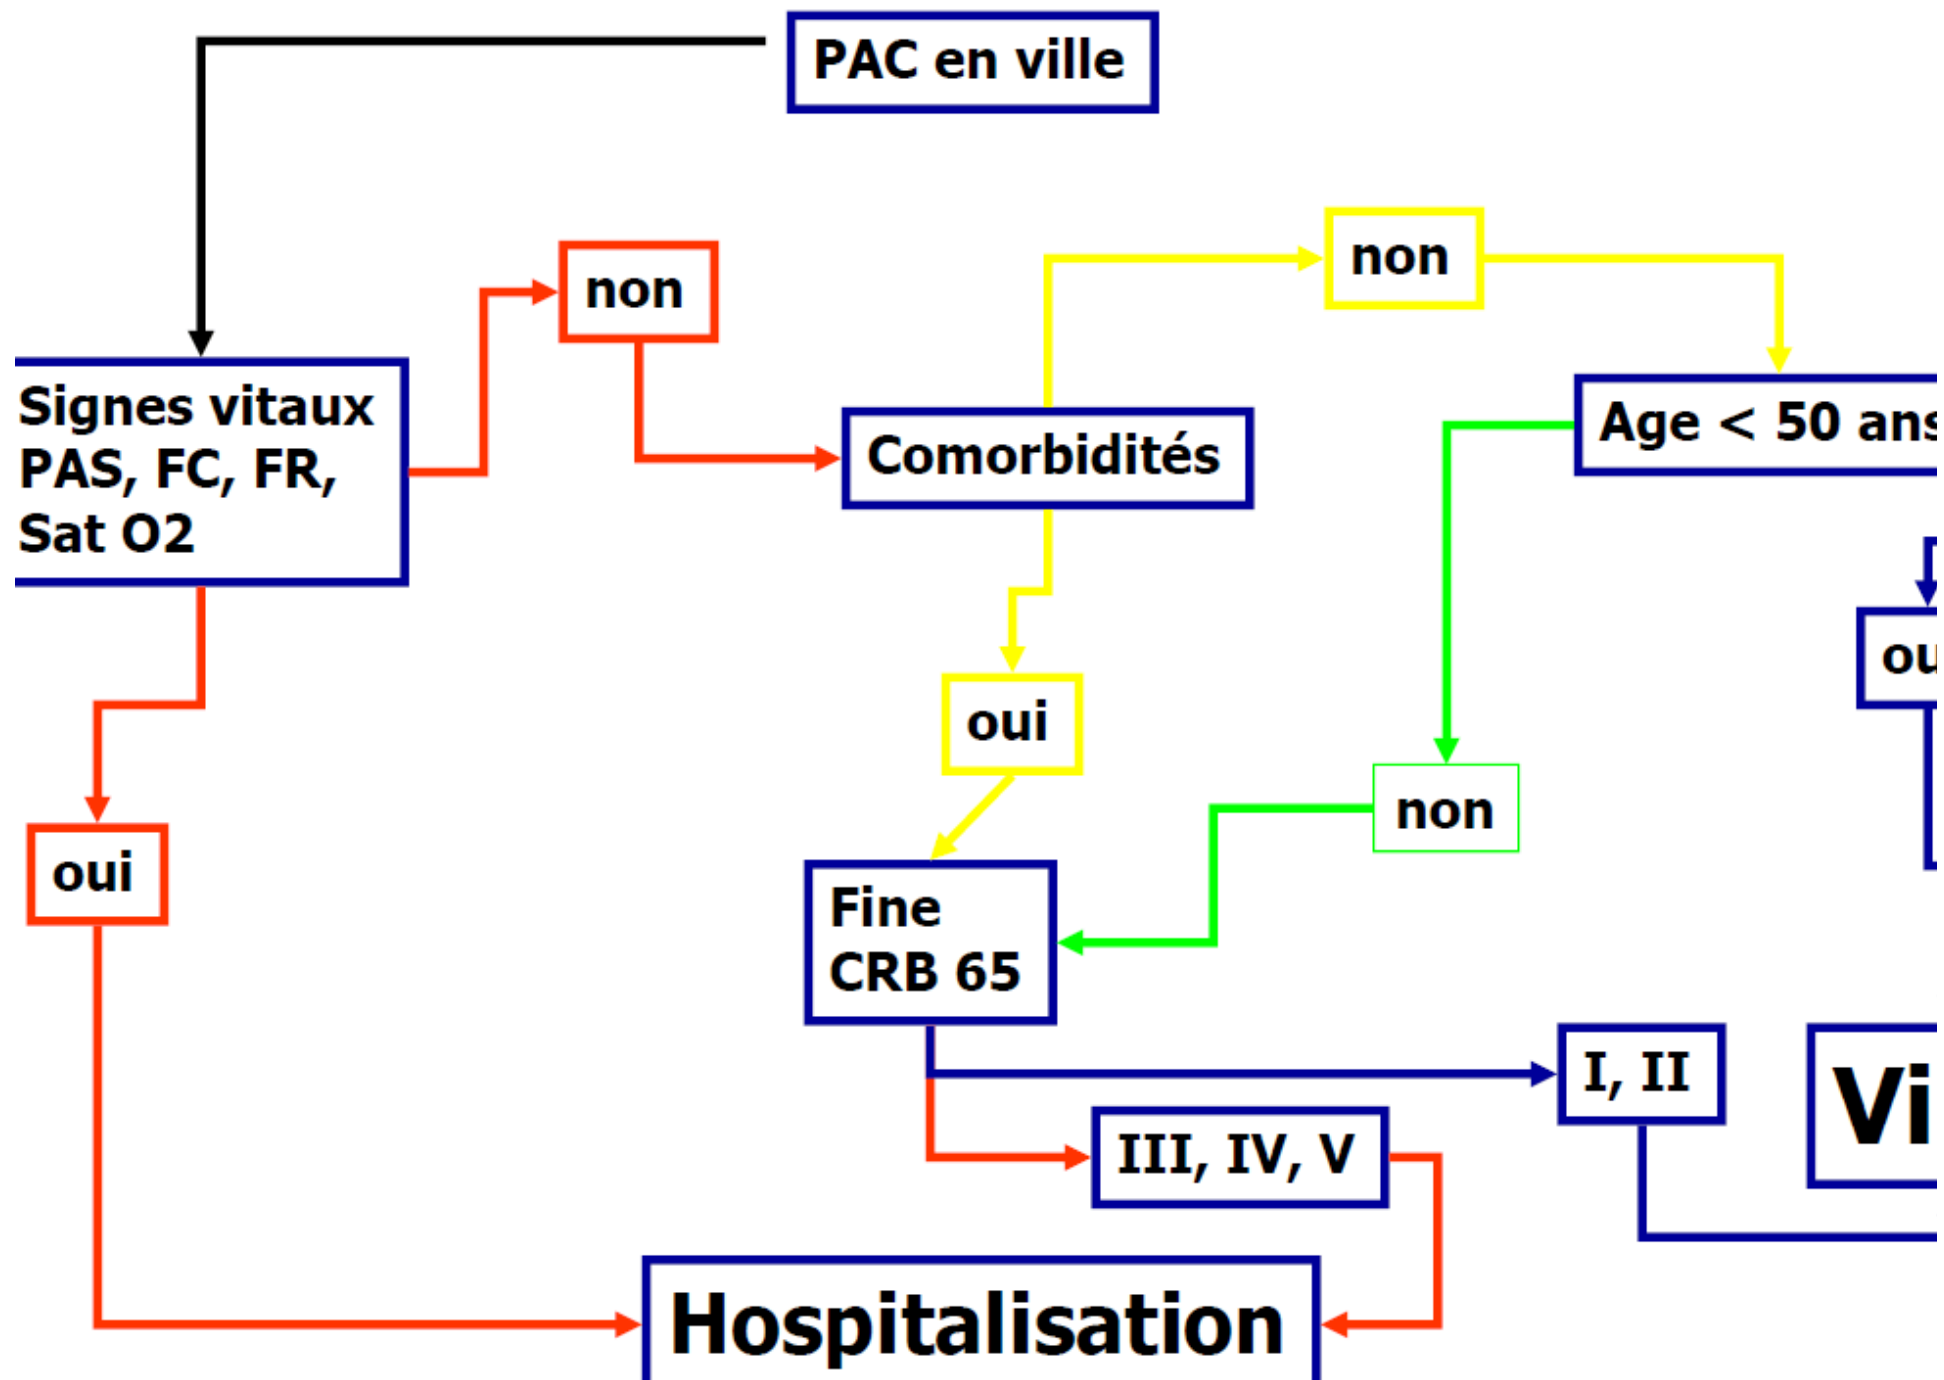 PAC en ville
non
non
Signes vitaux
PAS, FC, FR,
Sat O2
Comorbidités
Age < 50 ans
oui
non
oui
Fine
CRB 65
I, II
III, IV, V
Hospitalisation